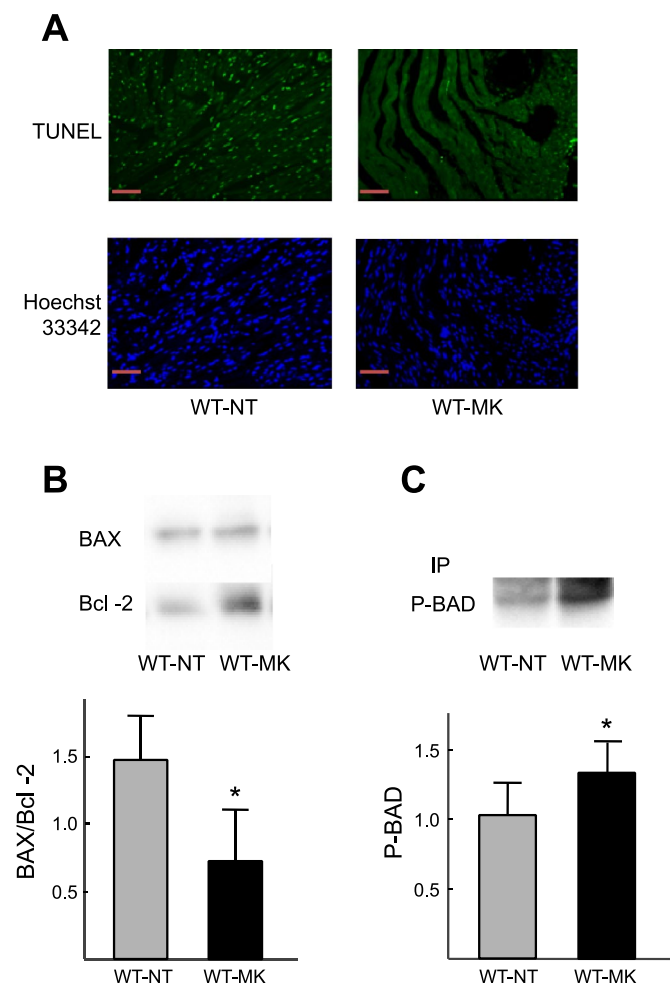 A
TUNEL
Hoechst
33342
WT-NT WT-MK
B
BAX
Bcl -2
WT-NT WT-MK
BAX/Bcl -2
1.5
1.0
0.5
*
WT-NT WT-MK
C
IP
P-BAD
WT-NT WT-MK
P-BAD
1.5
1.0
0.5
*
WT-NT WT-MK